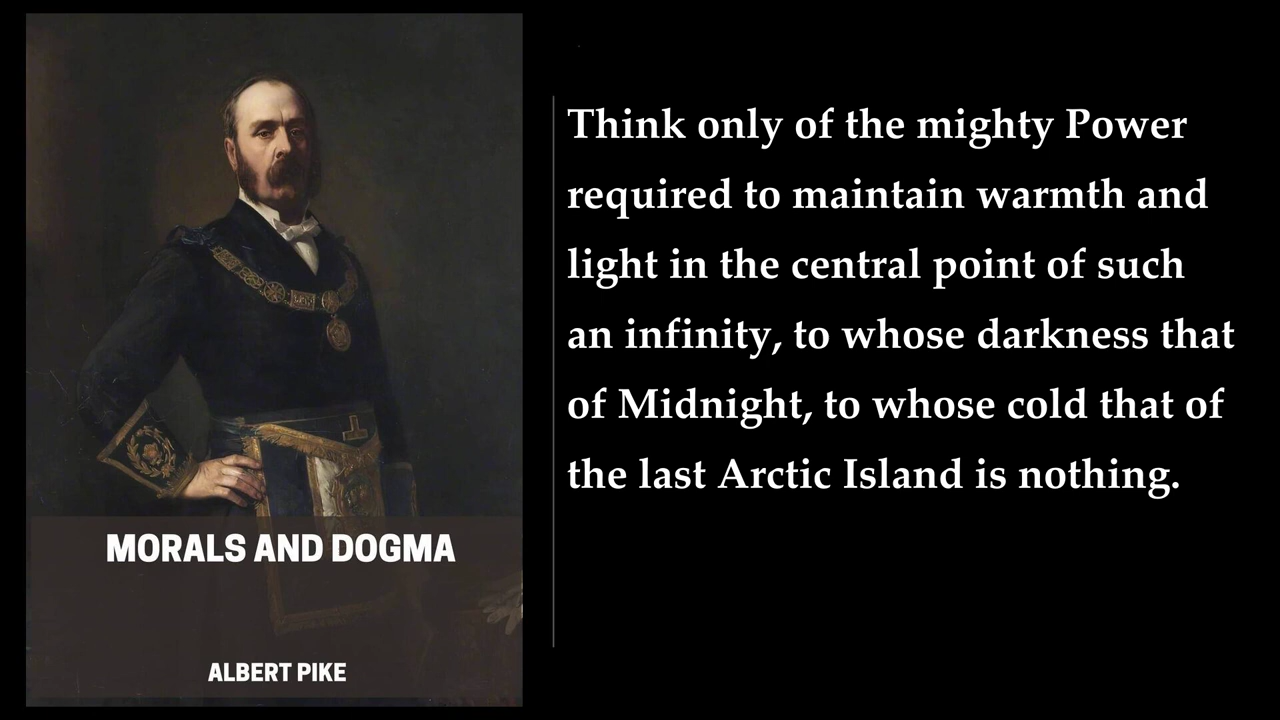 MORALS AND DOGMA
ALBERT PIKE
Think only of the mighty Power
required to maintain warmth and
light in the central point of such
an infinity, to whose darkness that
of Midnight, to whose cold that of
the last Arctic Island is nothing.